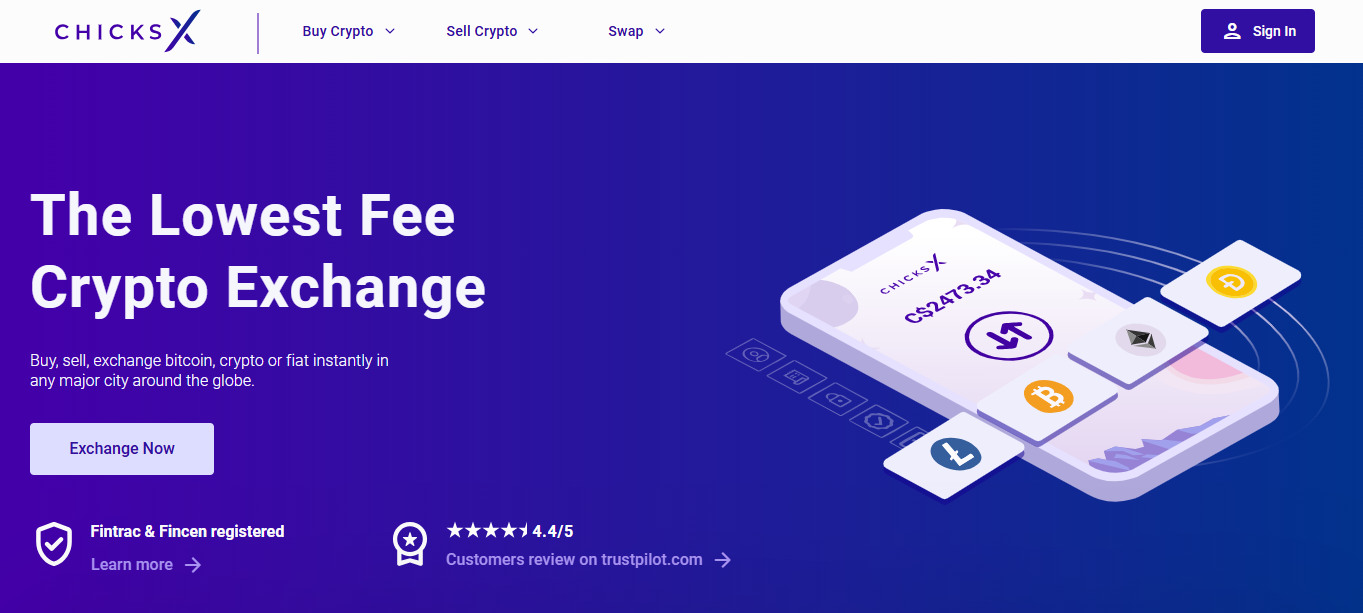 CHICKSX
Buy Crypto
Sell Crypto
Swap
Sign In
The Lowest Fee
Crypto Exchange
Buy, sell, exchange bitcoin, crypto or fiat instantly in
any major city around the globe.
Exchange Now
Fintrac & Fincen registered
Learn more
4.4/5
Customers review on trustpilot.com
CHICKSX
C$2473.34